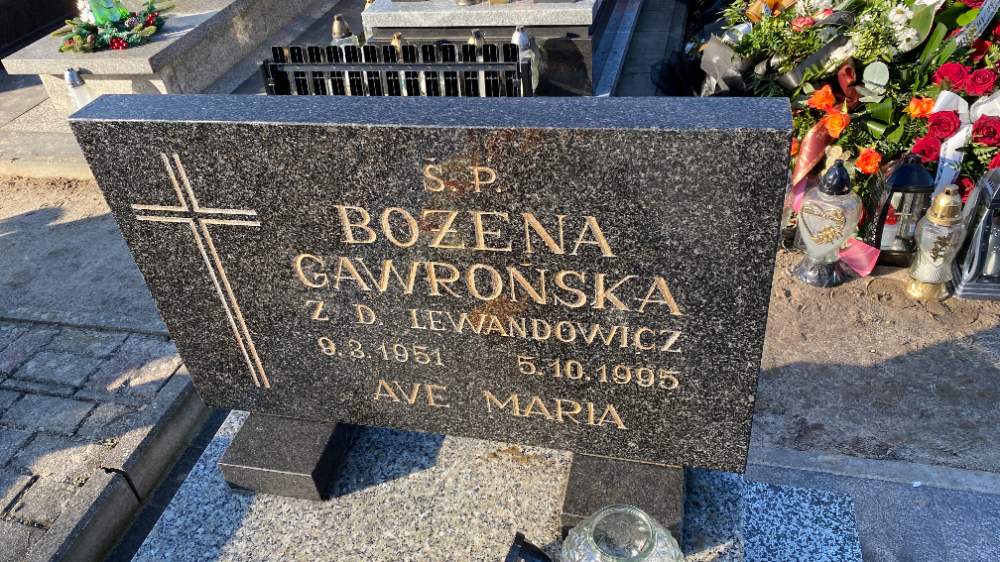 Ś. P.
BOŻENA
GAWROŃSKA
Z D. LEWANDOWICZ
9.3.1951 5.10.1995
AVE MARIA